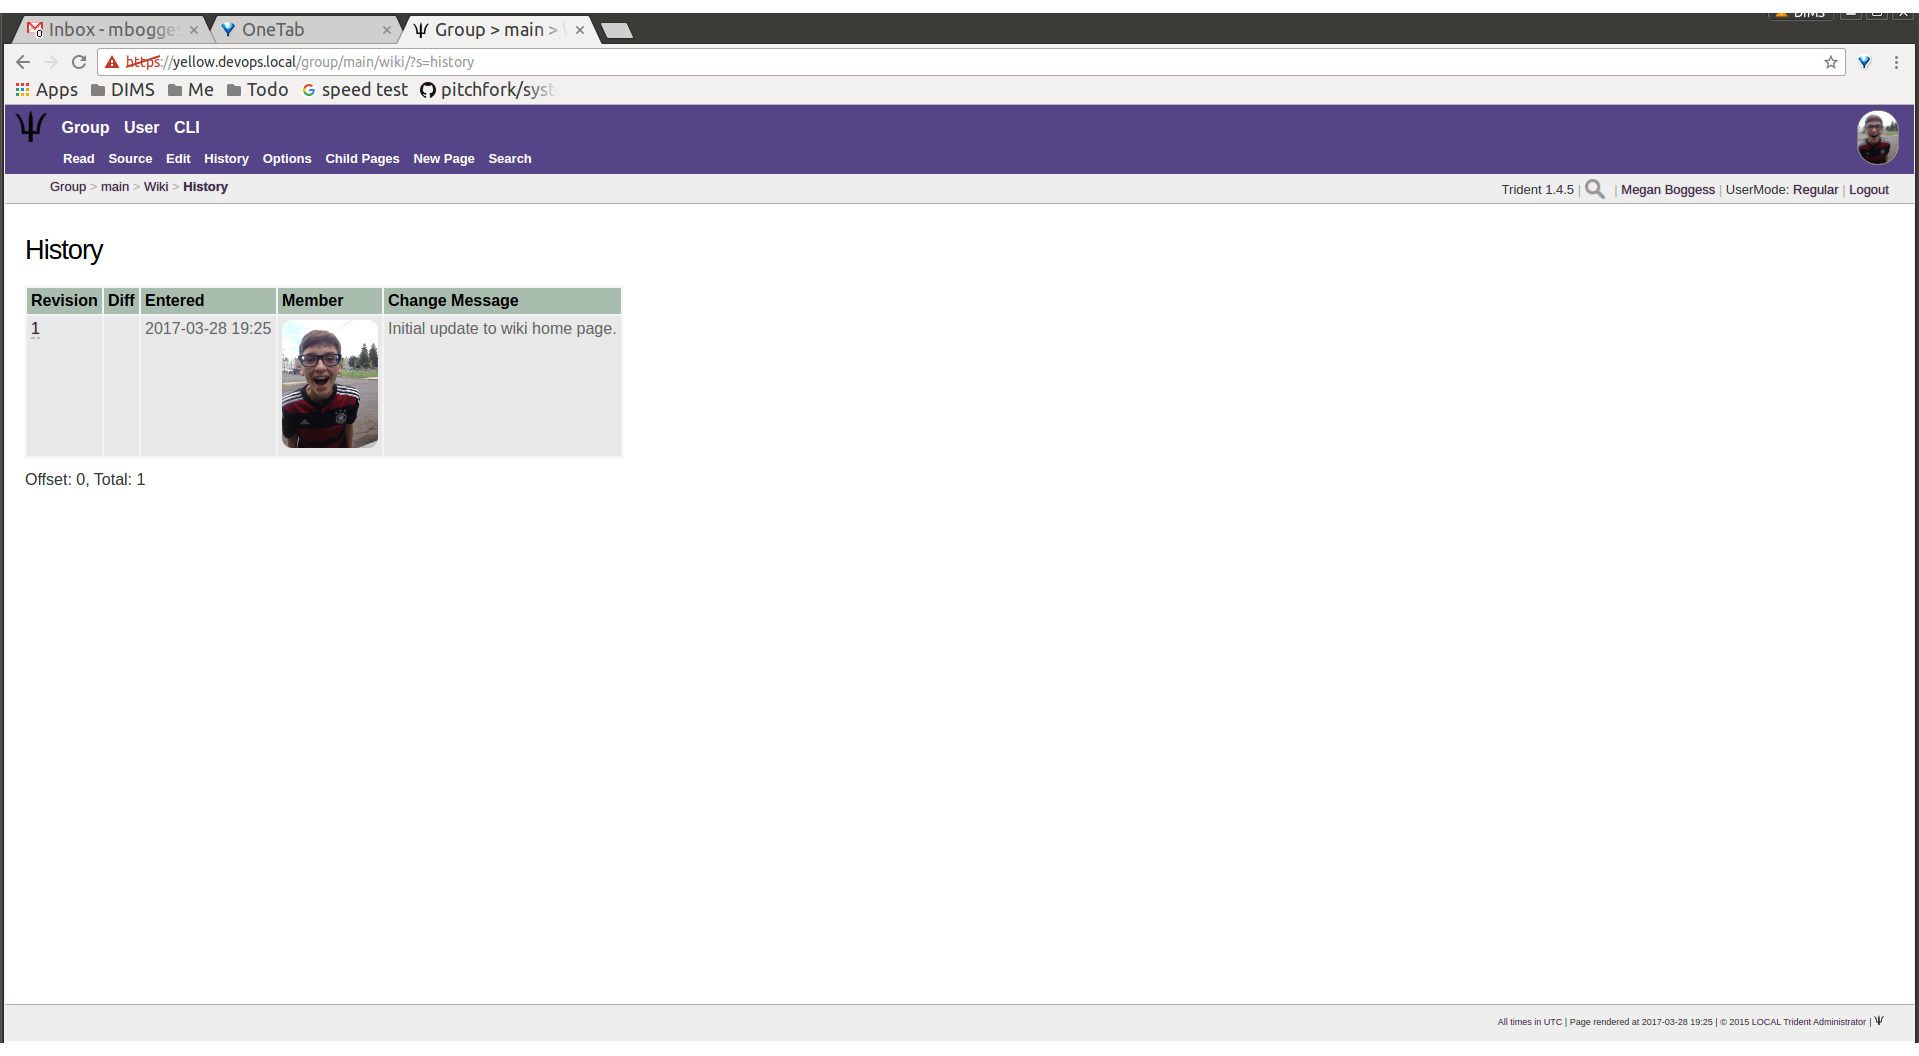 DIMS
Inbox - mbogge
OneTab
Group > main >
https://yellow.devops.local/group/main/wiki/?s=history
Apps DIMS Me Todo speed test pitchfork/syst
Group User CLI
Read Source Edit History Options Child Pages New Page Search
Group > main > Wiki > History
Trident 1.4.5 | | Megan Boggess | UserMode: Regular | Logout
History
Revision Diff Entered Member Change Message
1 2017-03-28 19:25 Initial update to wiki home page.
Offset: 0, Total: 1
All times in UTC | Page rendered at 2017-03-28 19:25 | © 2015 LOCAL Trident Administrator |